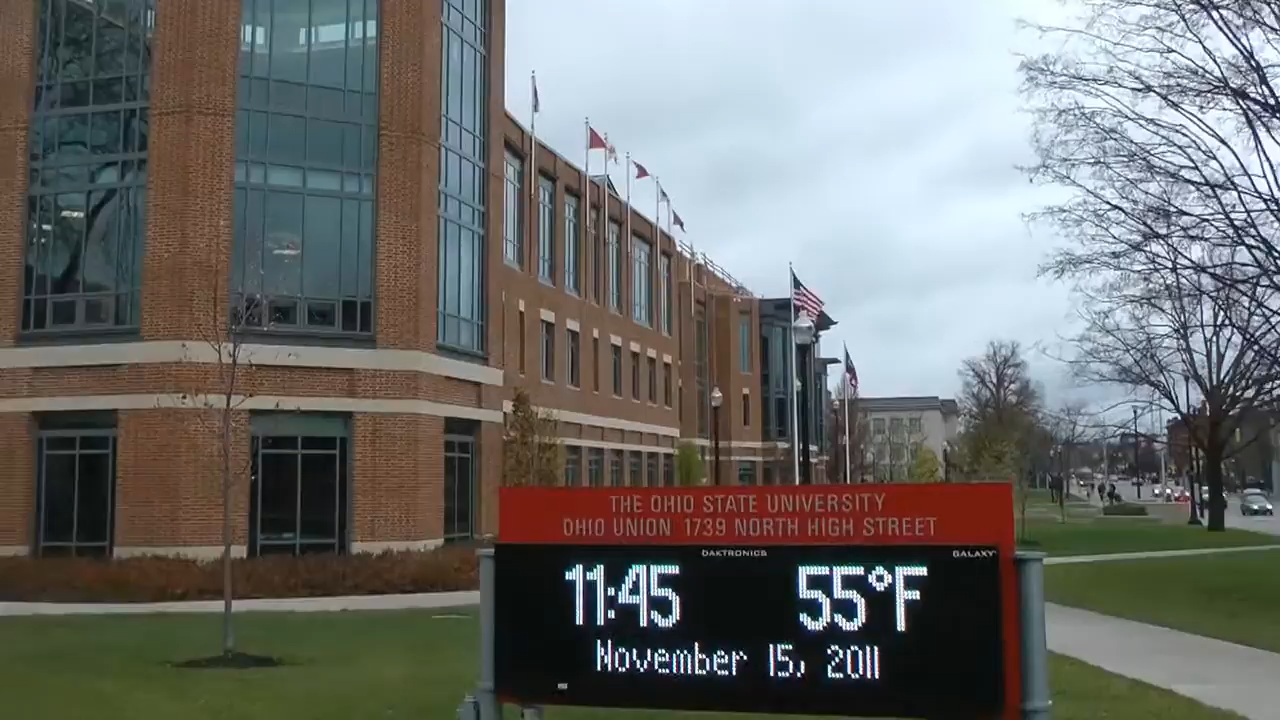 THE OHIO STATE UNIVERSITY
OHIO UNION 1739 NORTH HIGH STREET
DAKTRONICS GALAXY
11:45 55°F
November 15, 2011